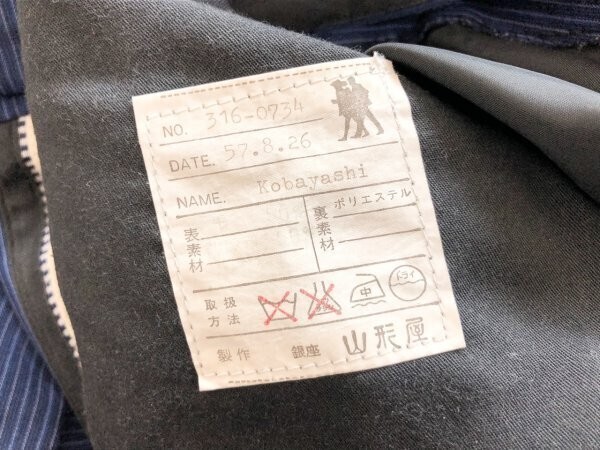 NO. 316-0734
DATE. 57.8.26
NAME. Kobayashi
表素材
裏素材 ポリエステル
取扱方法 中 ドライ
製作 銀座 山形屋